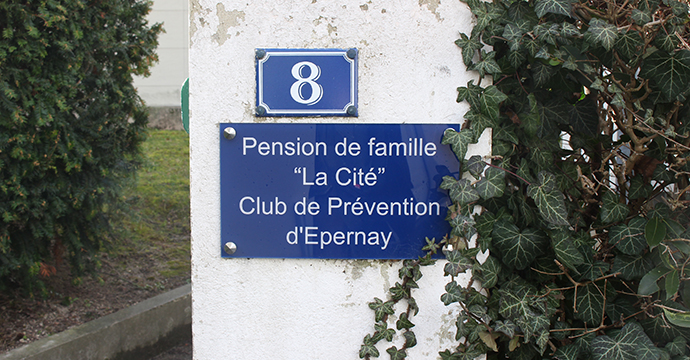 8
Pension de famille
“La Cité”
Club de Prévention
d'Epernay